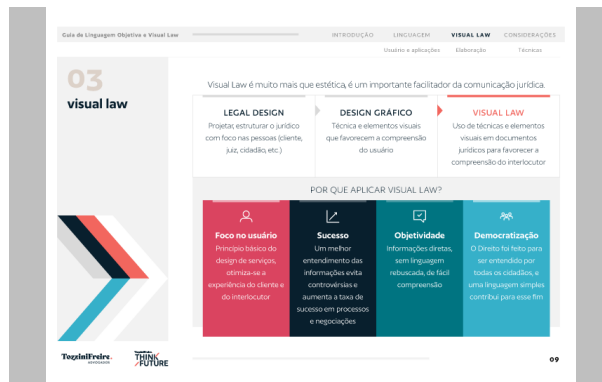 Guia de Linguagem Objetiva e Visual Law
INTRODUÇÃO LINGUAGEM VISUAL LAW CONSIDERAÇÕES
Usuário e aplicações Elaboração Técnicas
03
visual law
Visual Law é muito mais que estética, é um importante facilitador da comunicação jurídica.
LEGAL DESIGN
Projetar, estruturar o jurídico
com foco nas pessoas (cliente,
juiz, cidadão, etc.)
DESIGN GRÁFICO
Técnica e elementos visuais
que favorecem a compreensão
do usuário
VISUAL LAW
Uso de técnicas e elementos
visuais em documentos
jurídicos para favorecer a
compreensão do interlocutor
POR QUE APLICAR VISUAL LAW?
Foco no usuário
Princípio básico do
design de serviços,
otimiza-se a
experiência do cliente e
do interlocutor
Sucesso
Um melhor
entendimento das
informações evita
controvérsias e
aumenta a taxa de
sucesso em processos
e negociações
Objetividade
Informações diretas,
sem linguagem
rebuscada, de fácil
compreensão
Democratização
O Direito foi feito para
ser entendido por
todas os cidadãos, e
uma linguagem simples
contribui para esse fim
TozziniFreire.
ADVOGADOS
TozziniFreire
THINK
FUTURE
09